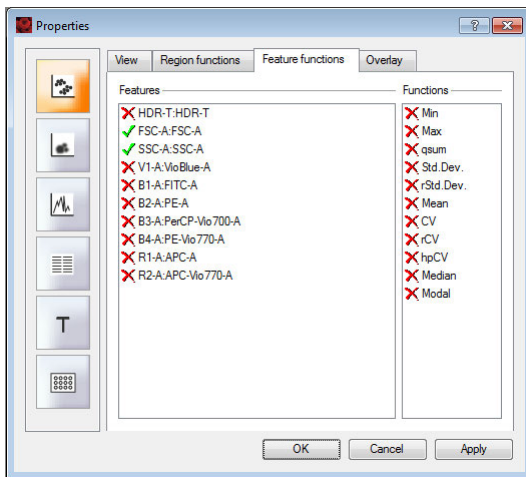 Properties
View Region functions Feature functions Overlay
Features
HDR-T:HDR-T
FSC-A:FSC-A
SSC-A:SSC-A
V1-A:VioBlue-A
B1-A:FITC-A
B2-A:PE-A
B3-A:PerCP-Vio700-A
B4-A:PE-Vio770-A
R1-A:APC-A
R2-A:APC-Vio770-A
Functions
Min
Max
qsum
Std.Dev.
rStd.Dev.
Mean
CV
rCV
hpCV
Median
Modal
T
OK Cancel Apply